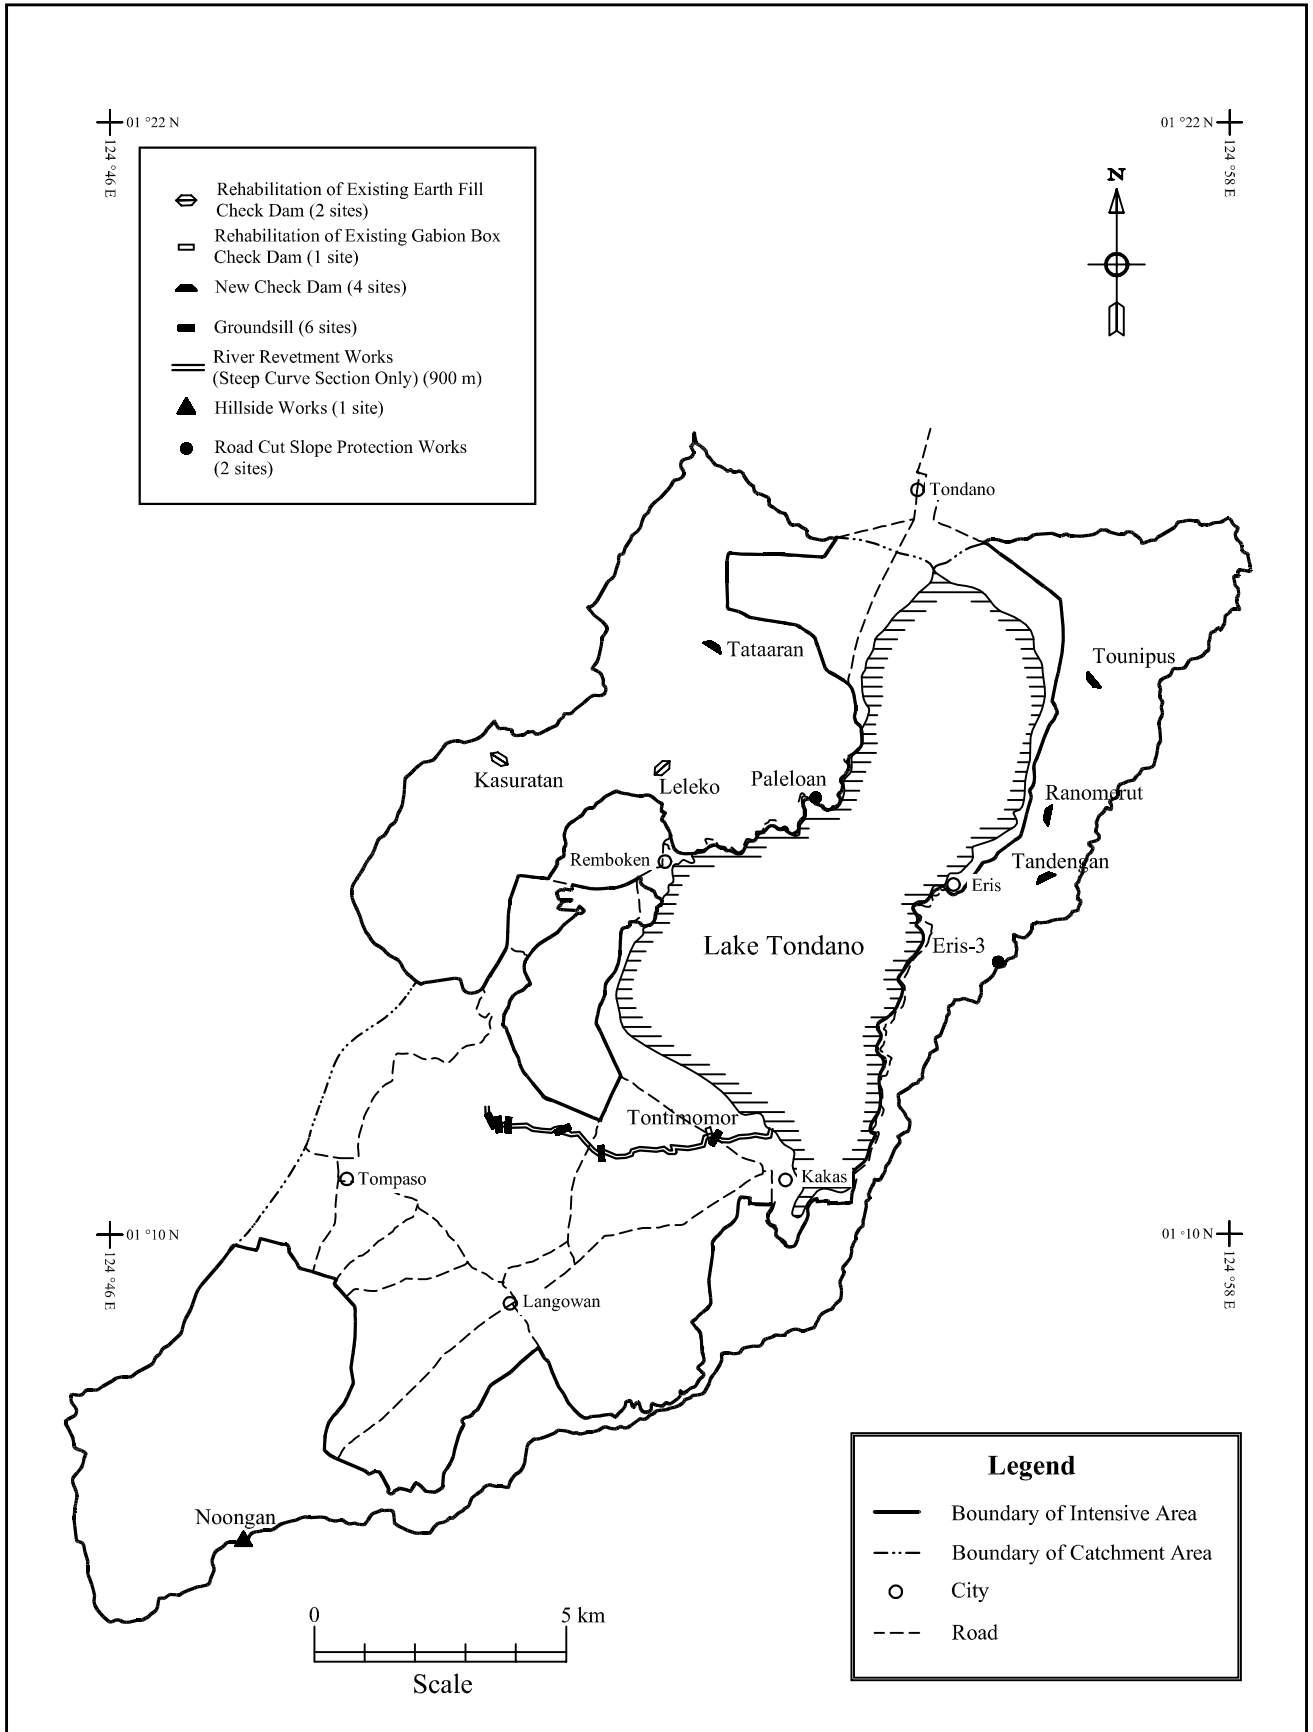 01 °22 N
124 °46 E
01 °22 N
124 °58 E
N
Rehabilitation of Existing Earth Fill
Check Dam (2 sites)
Rehabilitation of Existing Gabion Box
Check Dam (1 site)
New Check Dam (4 sites)
Groundsill (6 sites)
River Revetment Works
(Steep Curve Section Only) (900 m)
Hillside Works (1 site)
Road Cut Slope Protection Works
(2 sites)
Tondano
Tataaran
Tounipus
Kasuratan
Leleko
Paleloan
Ranomerut
Remboken
Tandengan
Eris
Lake Tondano
Eris-3
Tontimomor
Tompaso
Kakas
01 °10 N
124 °46 E
01 °10 N
124 °58 E
Langowan
Noongan
Legend
Boundary of Intensive Area
Boundary of Catchment Area
City
Road
0
5 km
Scale